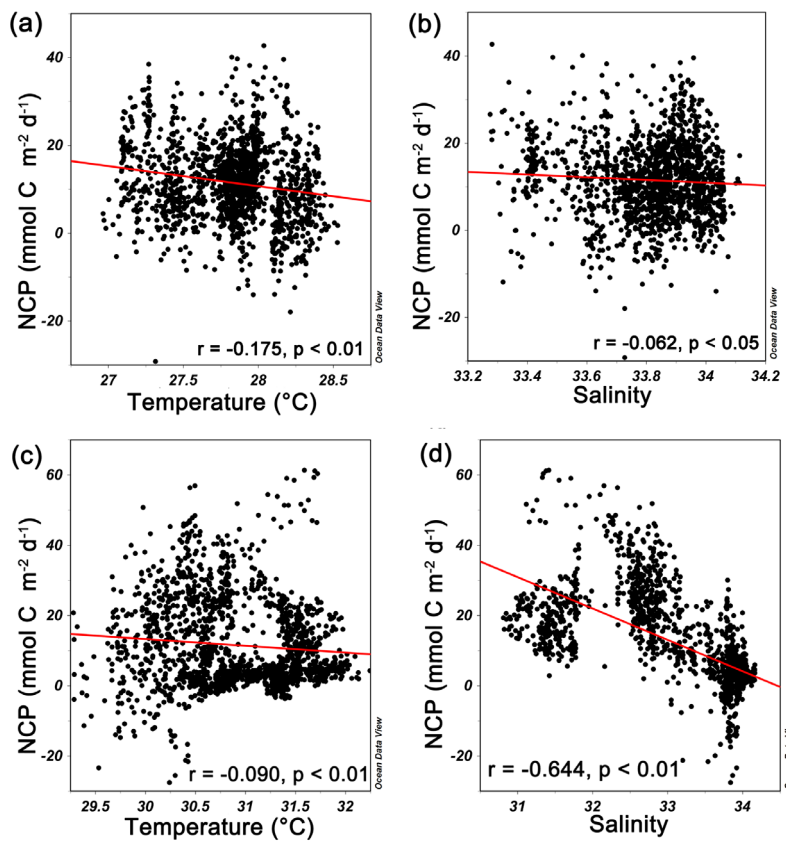 (a)
NCP (mmol C m-2 d-1)
40
20
0
-20
r = -0.175, p < 0.01
Ocean Data View
27
27.5
28
28.5
Temperature (°C)
(b)
NCP (mmol C m-2 d-1)
40
20
0
-20
r = -0.062, p < 0.05
Ocean Data View
33.2
33.4
33.6
33.8
34
34.2
Salinity
(c)
NCP (mmol C m-2 d-1)
60
40
20
0
-20
r = -0.090, p < 0.01
Ocean Data View
29.5
30
30.5
31
31.5
32
Temperature (°C)
(d)
NCP (mmol C m-2 d-1)
60
40
20
0
-20
r = -0.644, p < 0.01
31
32
33
34
Salinity